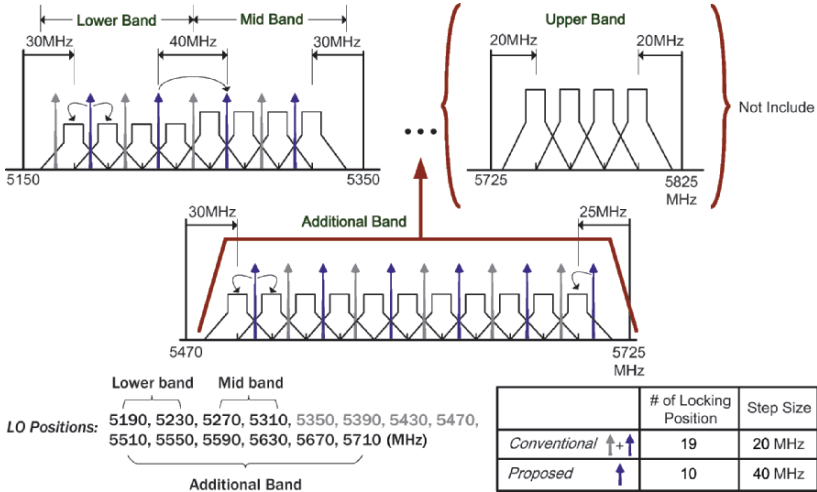 Lower Band Mid Band
30MHz 40MHz 30MHz
5150 5350
...
Upper Band
20MHz 20MHz
5725 5825
MHz
Not Include
Additional Band
30MHz 25MHz
5470 5725
MHz
Lower band Mid band
LO Positions: 5190, 5230, 5270, 5310, 5350, 5390, 5430, 5470,
5510, 5550, 5590, 5630, 5670, 5710 (MHz)
Additional Band
# of Locking Position Step Size
Conventional + 19 20 MHz
Proposed 10 40 MHz